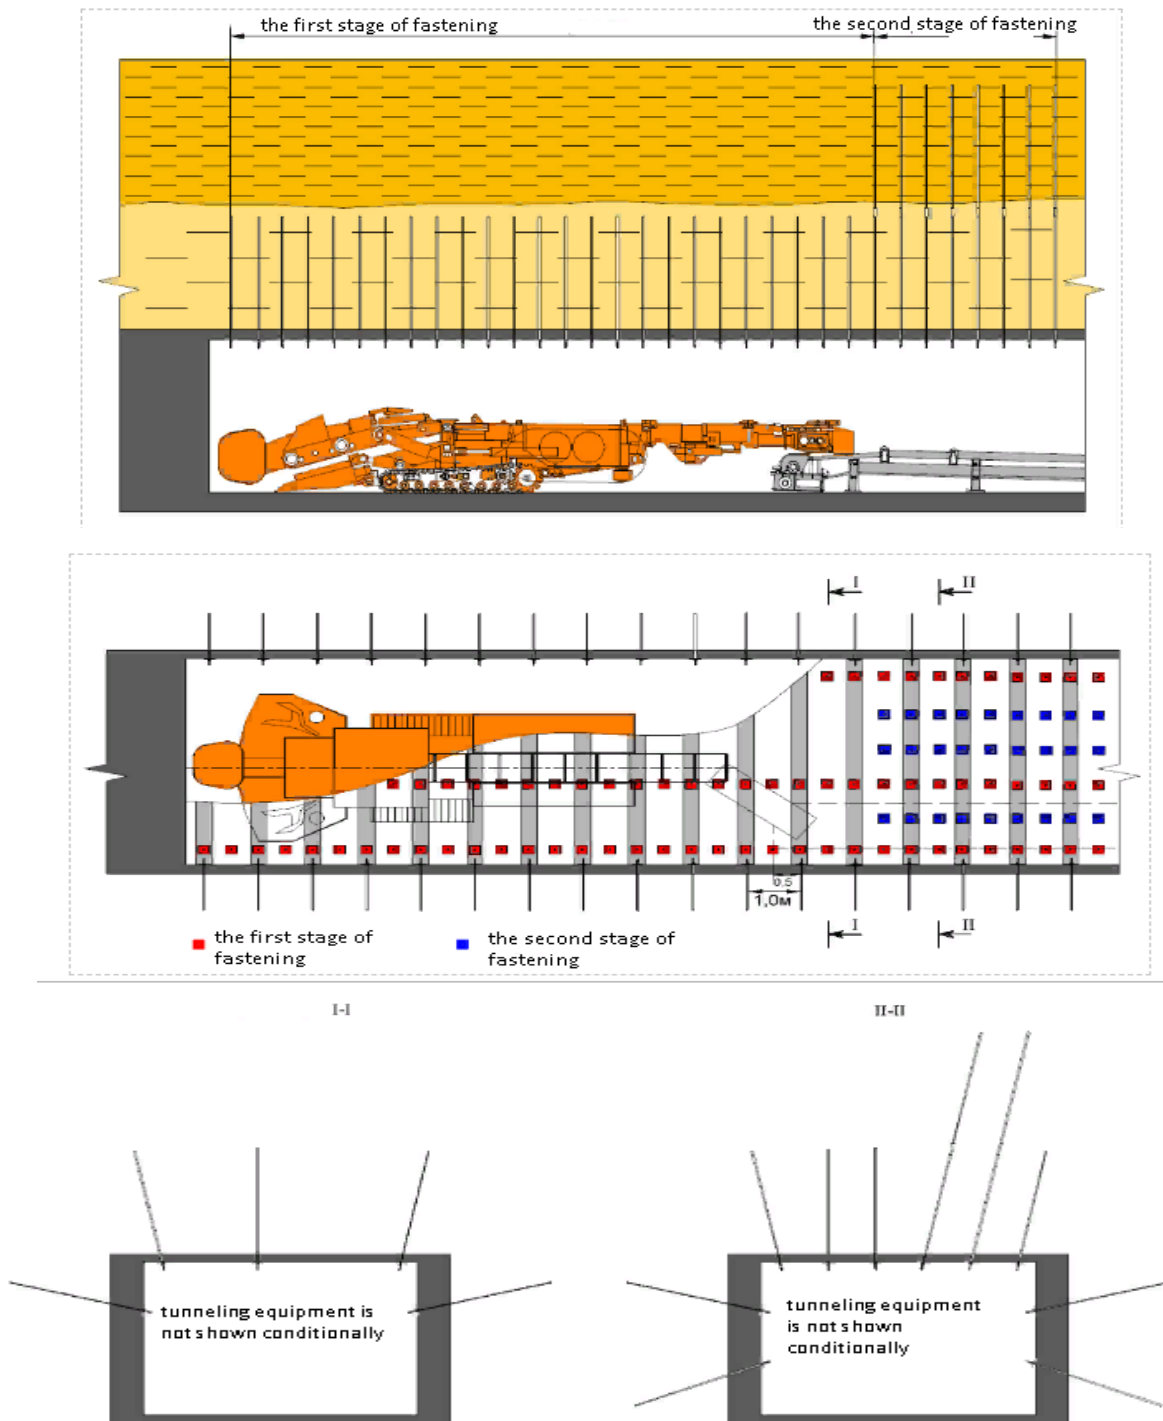 the first stage of fastening
the second stage of fastening
I
II
0,5
1,0м
I
II
the first stage of
fastening
the second stage of
fastening
I-I
II-II
tunneling equipment is
not shown conditionally
tunneling equipment
is not shown
conditionally